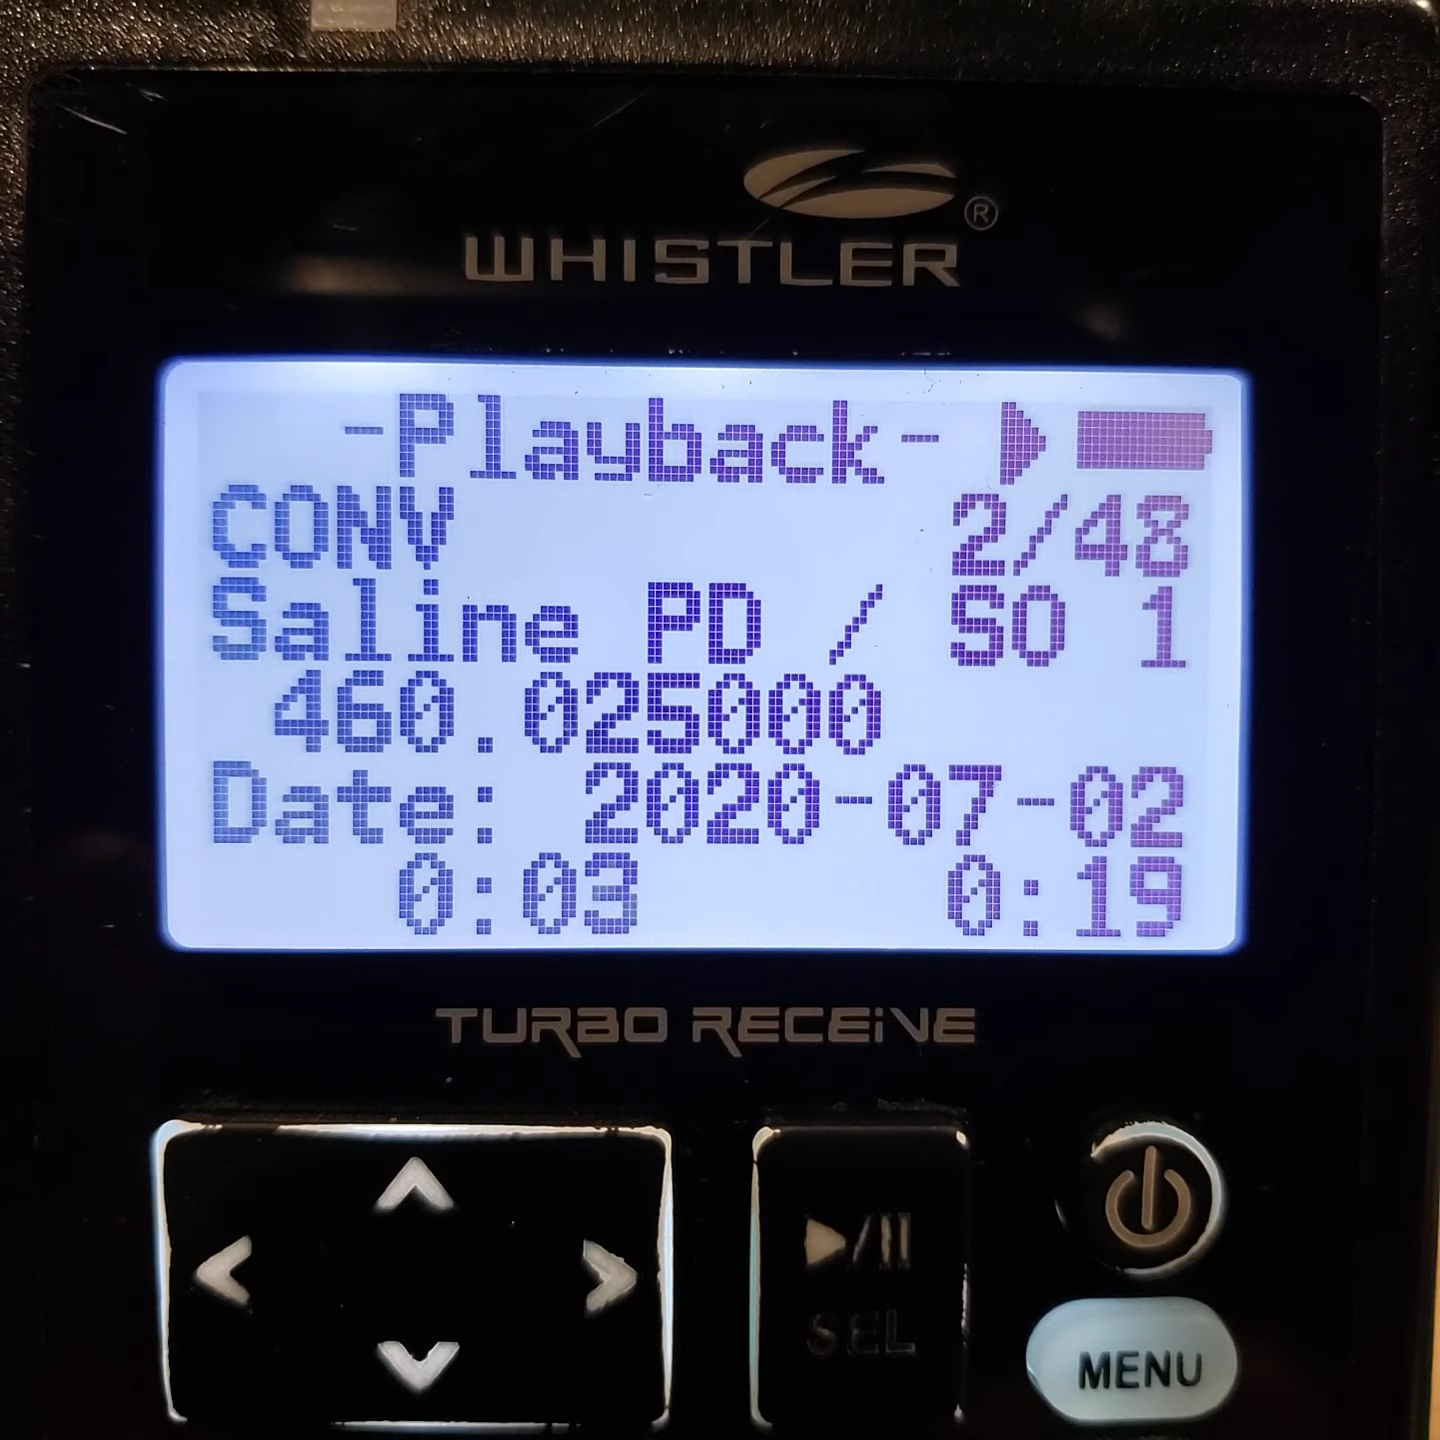 WHISTLER®
-Playback-
CONV 2/48
Saline PD / SO 1
460.025000
Date: 2020-07-02
0:03 0:19
TURBO RECEIVE
▶/II
SEL
MENU